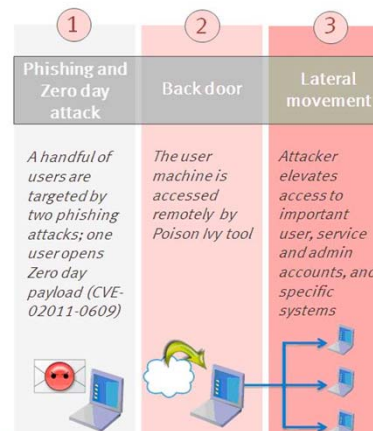 1
Phishing and
Zero day
attack
A handful of
users are
targeted by
two phishing
attacks; one
user opens
Zero day
payload (CVE-
02011-0609)
2
Back door
The user
machine is
accessed
remotely by
Poison Ivy tool
3
Lateral
movement
Attacker
elevates
access to
important
user, service
and admin
accounts, and
specific
systems